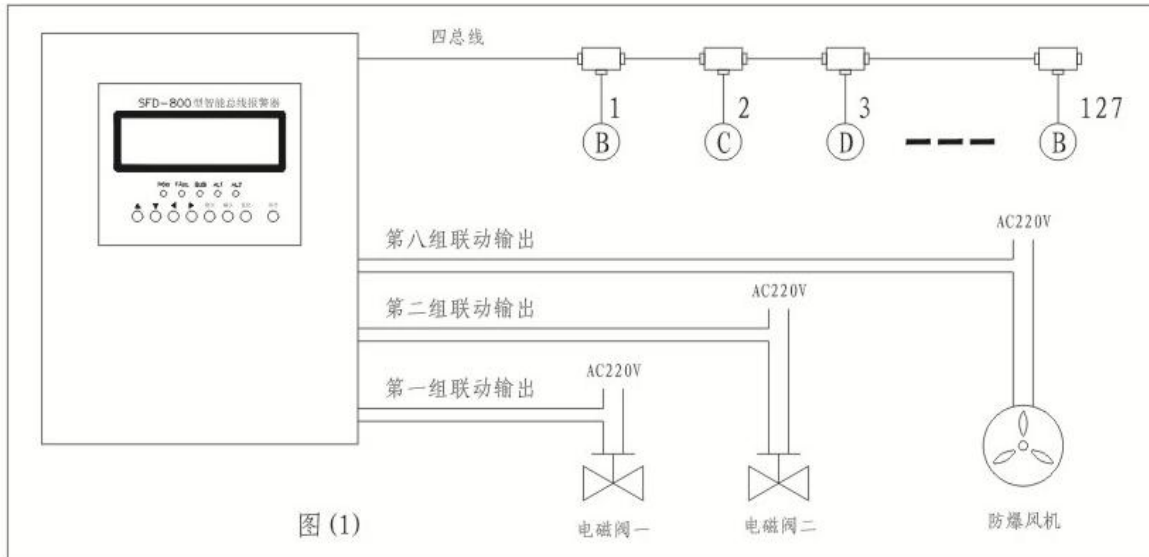 四总线
SFD-800型智能总线报警器
1
2
3
127
B
C
D
B
BUS
第八组联动输出
AC220V
第二组联动输出
AC220V
第一组联动输出
AC220V
图(1)
电磁阀一
电磁阀二
防爆风机